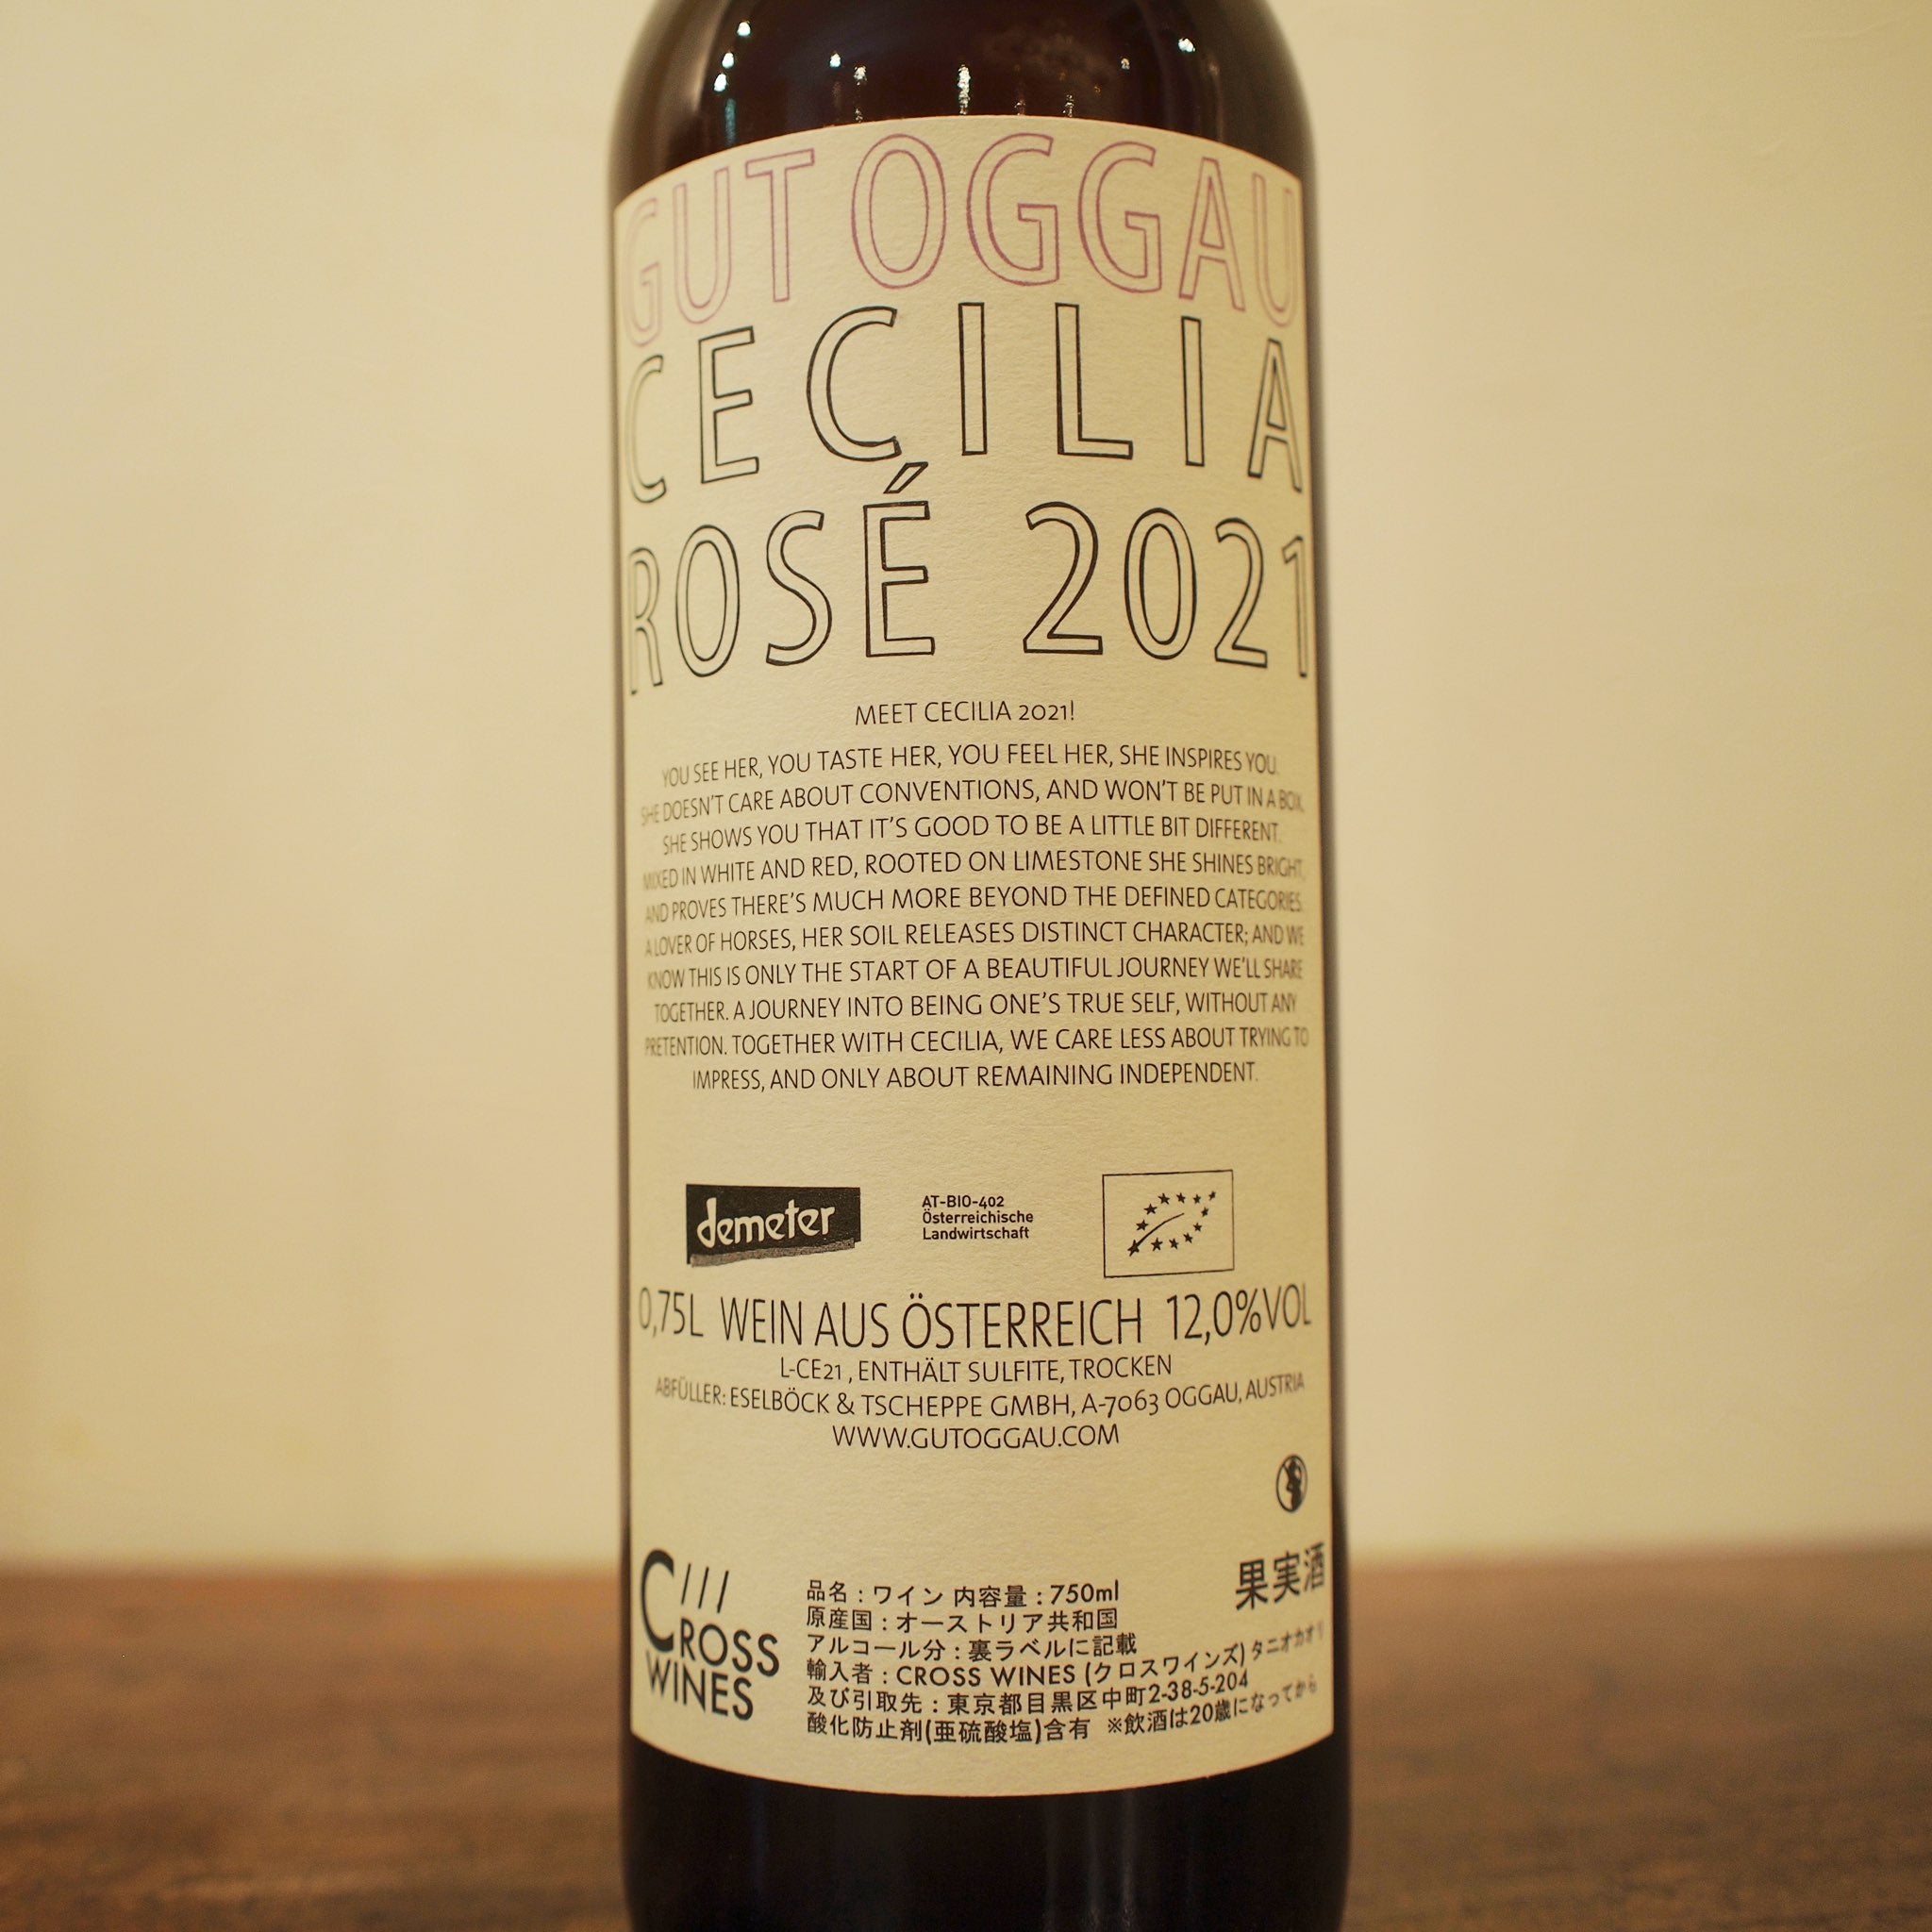 GUT OGGAU
CECILIA
ROSÉ 2021
MEET CECILIA 2021!
YOU SEE HER, YOU TASTE HER, YOU FEEL HER, SHE INSPIRES YOU.
SHE DOESN'T CARE ABOUT CONVENTIONS, AND WON'T BE PUT IN A BOX,
SHE SHOWS YOU THAT IT'S GOOD TO BE A LITTLE BIT DIFFERENT.
MIXED IN WHITE AND RED, ROOTED ON LIMESTONE SHE SHINES BRIGHT,
AND PROVES THERE'S MUCH MORE BEYOND THE DEFINED CATEGORIES.
A LOVER OF HORSES, HER SOIL RELEASES DISTINCT CHARACTER; AND WE
KNOW THIS IS ONLY THE START OF A BEAUTIFUL JOURNEY WE'LL SHARE
TOGETHER. A JOURNEY INTO BEING ONE'S TRUE SELF, WITHOUT ANY
PRETENTION. TOGETHER WITH CECILIA, WE CARE LESS ABOUT TRYING TO
IMPRESS, AND ONLY ABOUT REMAINING INDEPENDENT.
demeter
AT-BIO-402
Österreichische
Landwirtschaft
0,75L WEIN AUS ÖSTERREICH 12,0%VOL
L-CE21, ENTHÄLT SULFITE, TROCKEN
ABFÜLLER: ESELBÖCK & TSCHEPPE GMBH, A-7063 OGGAU, AUSTRIA
WWW.GUTOGGAU.COM
CROSS
WINES
果実酒
品名：ワイン 内容量：750ml
原産国：オーストリア共和国
アルコール分：裏ラベルに記載
輸入者：CROSS WINES (クロスワインズ) タニオカオリ
及び引取先：東京都目黒区中町2-38-5-204
酸化防止剤(亜硫酸塩)含有 ※飲酒は20歳になってから